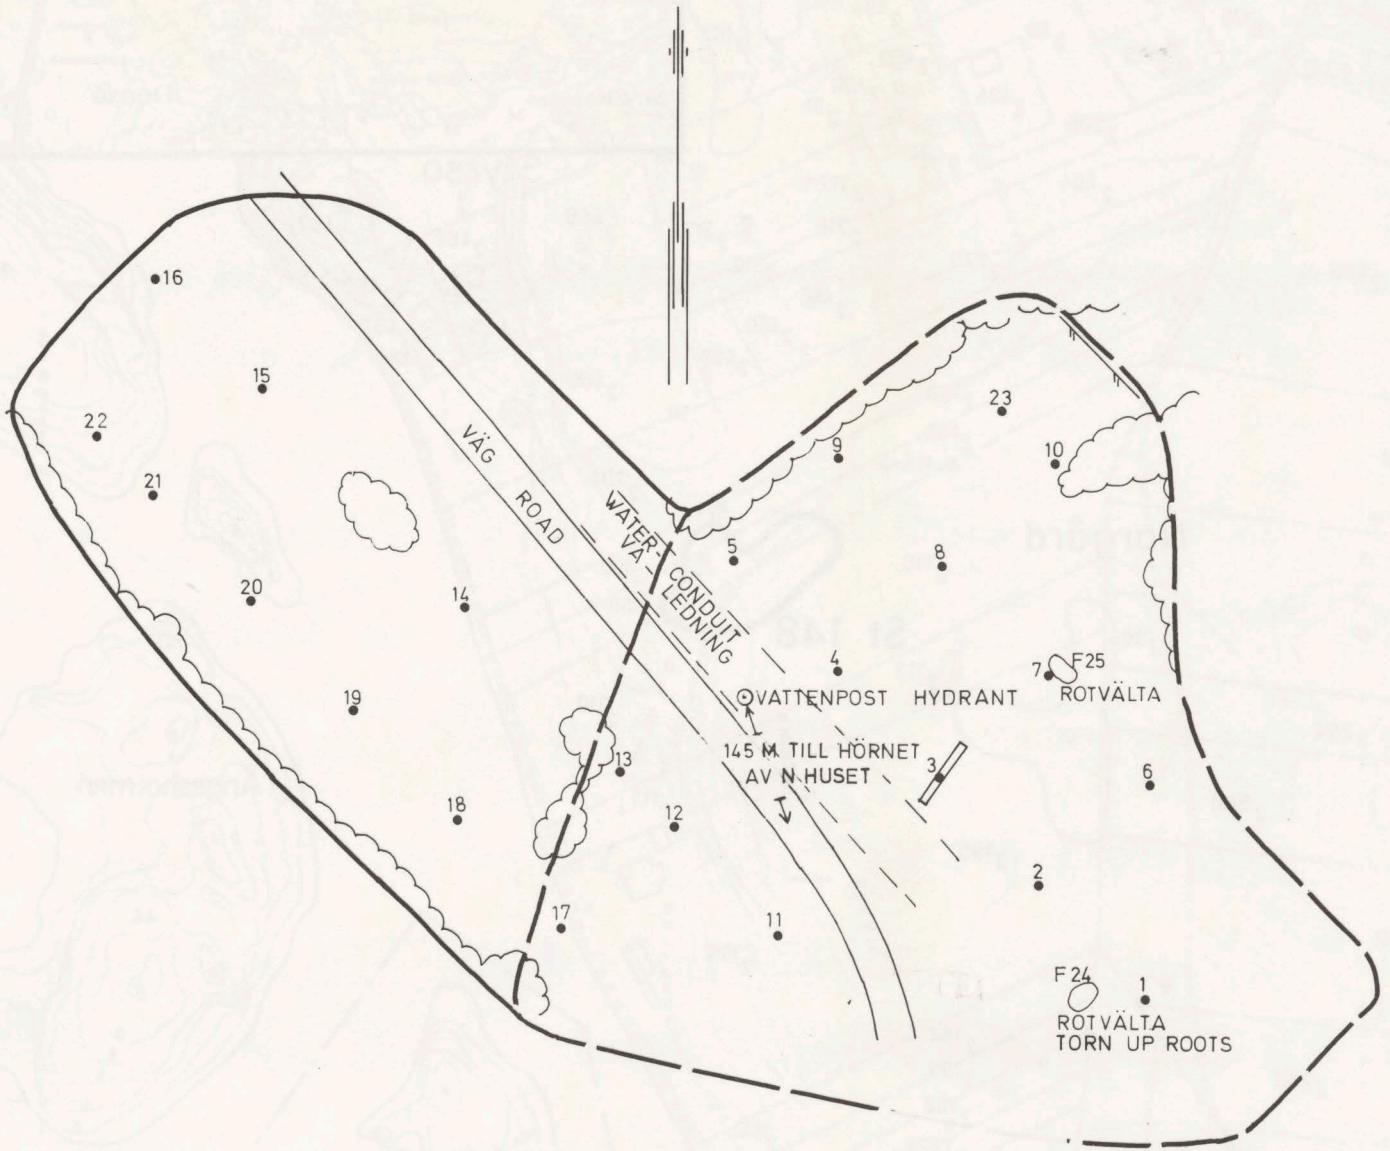 16
15
22
21
20
14
19
18
13
12
17
11
VÄG
ROAD
WATER- CONDUIT
VA- LEDNING
5
9
23
10
8
4
7
F25
ROTVÄLTA
VATTENPOST HYDRANT
145 M TILL HÖRNET
AV N HUSET
3
6
2
F24
1
ROTVÄLTA
TORN UP ROOTS